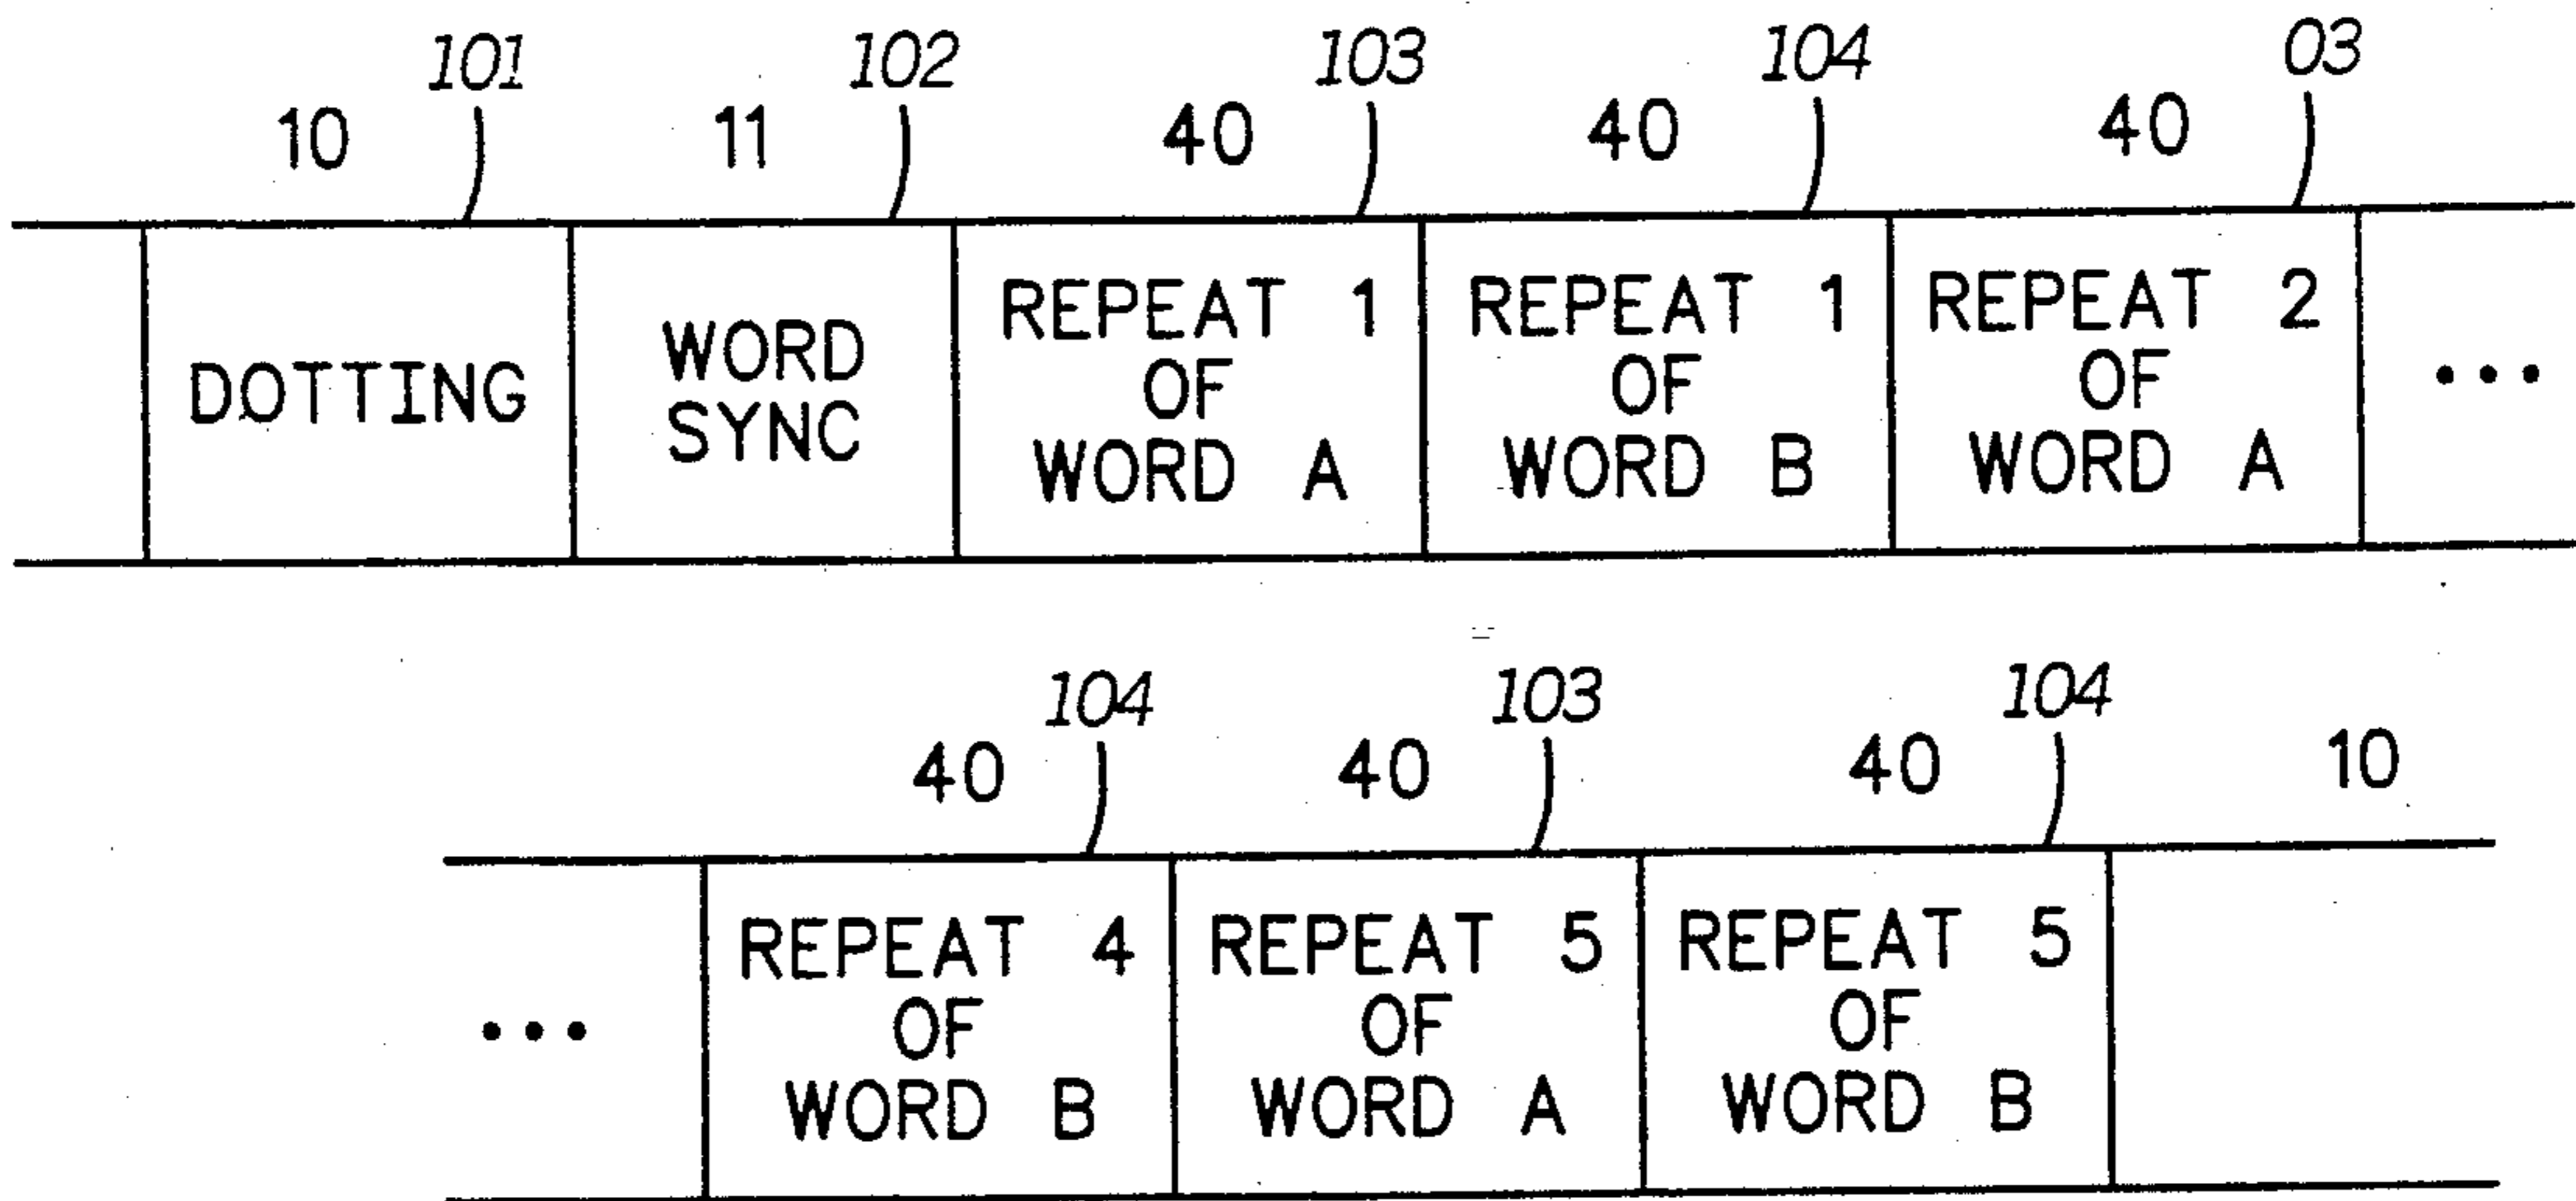 101 102 103 104 03
10 11 40 40 40
DOTTING
WORD
SYNC
REPEAT 1
OF
WORD A
REPEAT 1
OF
WORD B
REPEAT 2
OF
WORD A
•••
104 103 104
40 40 40 10
•••
REPEAT 4
OF
WORD B
REPEAT 5
OF
WORD A
REPEAT 5
OF
WORD B